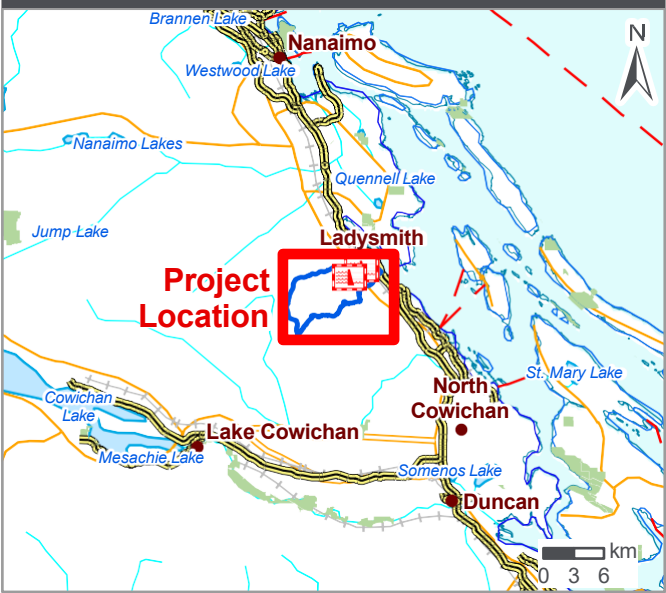 Brannen Lake
N
Nanaimo
Westwood Lake
Nanaimo Lakes
Quennell Lake
Jump Lake
Ladysmith
Project
Location
St. Mary Lake
North
Cowichan
Cowichan
Lake
Lake Cowichan
Mesachie Lake
Somenos Lake
Duncan
km
0 3 6